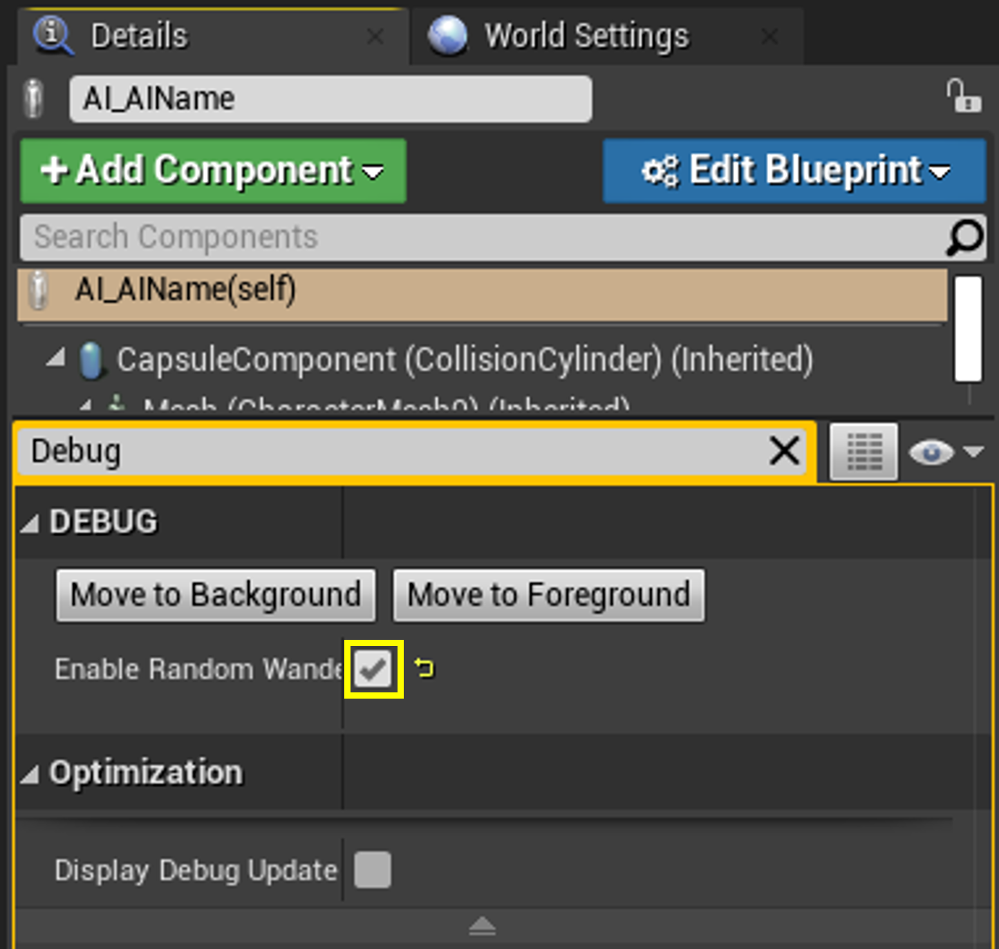 Details
World Settings
AI_AIName
Add Component
Edit Blueprint
Search Components
AI_AIName(self)
CapsuleComponent (CollisionCylinder) (Inherited)
Mesh (CharacterMesh0) (Inherited)
Debug
DEBUG
Move to Background
Move to Foreground
Enable Random Wande
Optimization
Display Debug Update